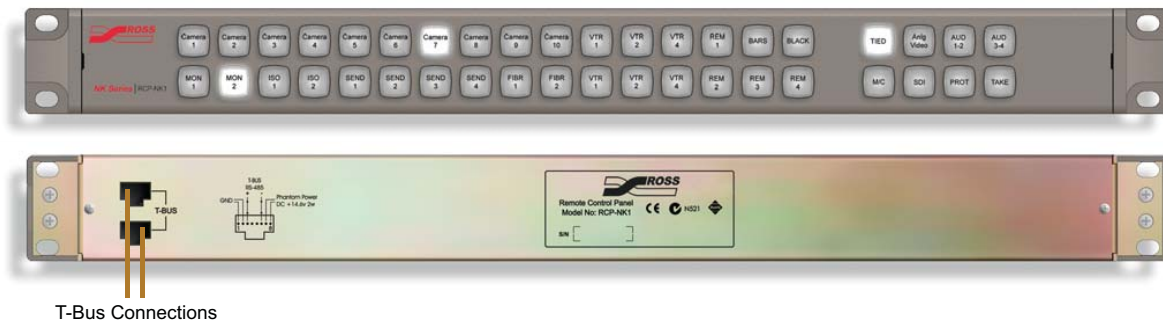 ROSS
NK Series | RCP-NK1
Camera 1
Camera 2
Camera 3
Camera 4
Camera 5
Camera 6
Camera 7
Camera 8
Camera 9
Camera 10
VTR 1
VTR 2
VTR 4
REM 1
BARS
BLACK
TIED
Anlg Video
AUD 1-2
AUD 3-4
MON 1
MON 2
ISO 1
ISO 2
SEND 1
SEND 2
SEND 3
SEND 4
FIBR 1
FIBR 2
VTR 1
VTR 2
VTR 4
REM 2
REM 3
REM 4
M/C
SDI
PROT
TAKE
T-BUS
T-BUS
RS-485
GND
+ -
Phantom Power
DC +14.6v 2w
ROSS
Remote Control Panel
Model No: RCP-NK1
CE N521
S/N
T-Bus Connections